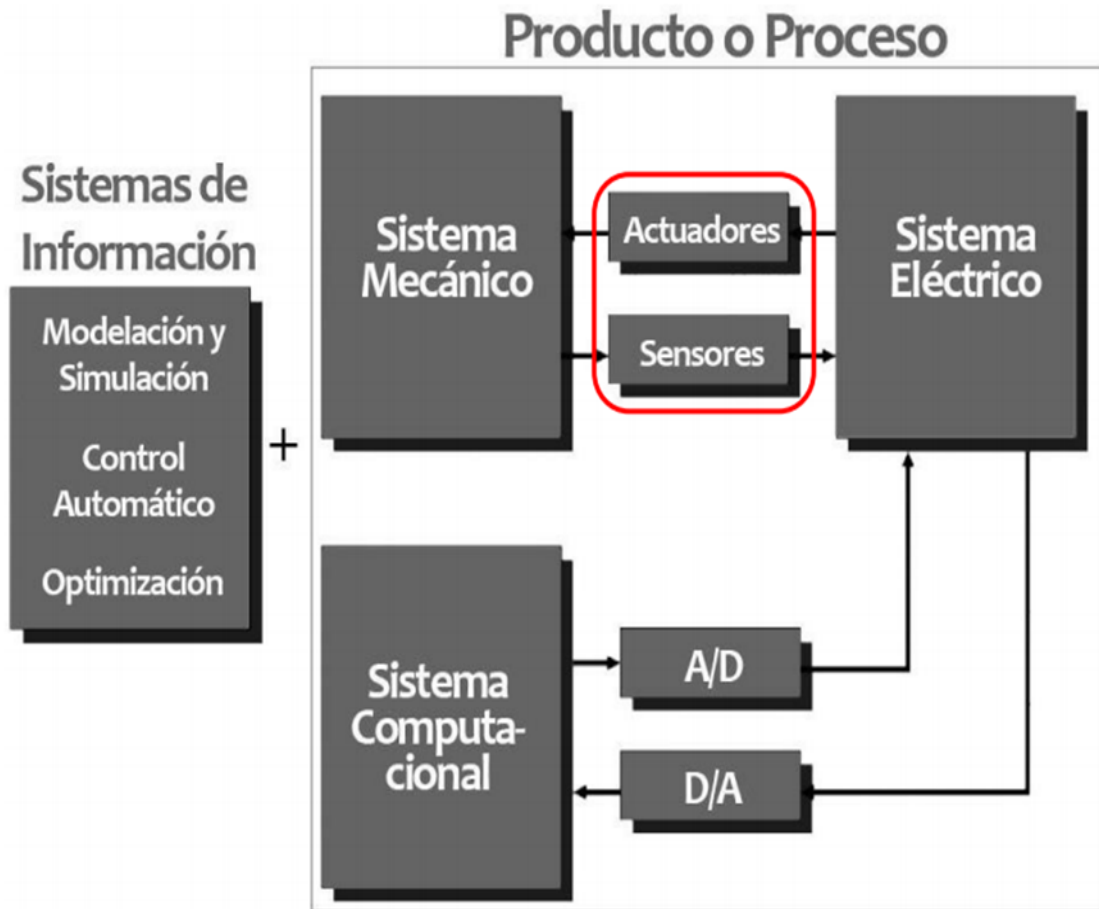 Producto o Proceso
Sistemas de
Información
Modelación y
Simulación
Control
Automático
Optimización
+
Sistema
Mecánico
Actuadores
Sensores
Sistema
Eléctrico
Sistema
Computa-
cional
A/D
D/A